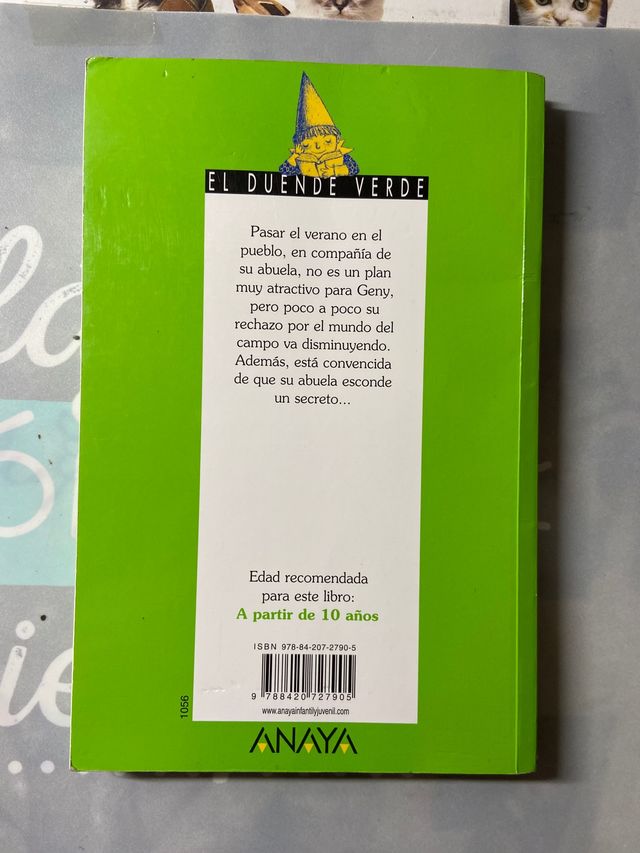 EL DUENDE VERDE
Pasar el verano en el
pueblo, en compañía de
su abuela, no es un plan
muy atractivo para Geny,
pero poco a poco su
rechazo por el mundo del
campo va disminuyendo.
Además, está convencida
de que su abuela esconde
un secreto...
Edad recomendada
para este libro:
A partir de 10 años
ISBN 978-84-207-2790-5
9 788420 727905
www.anayainfantilyjuvenil.com
1056
ANAYA